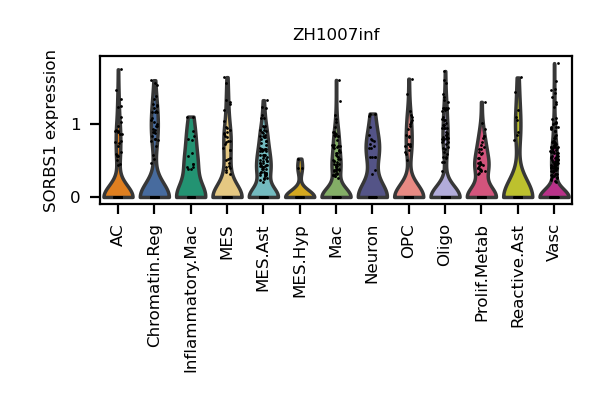 ZH1007inf
SORBS1 expression
1
0
AC
Chromatin.Reg
Inflammatory.Mac
MES
MES.Ast
MES.Hyp
Mac
Neuron
OPC
Oligo
Prolif.Metab
Reactive.Ast
Vasc